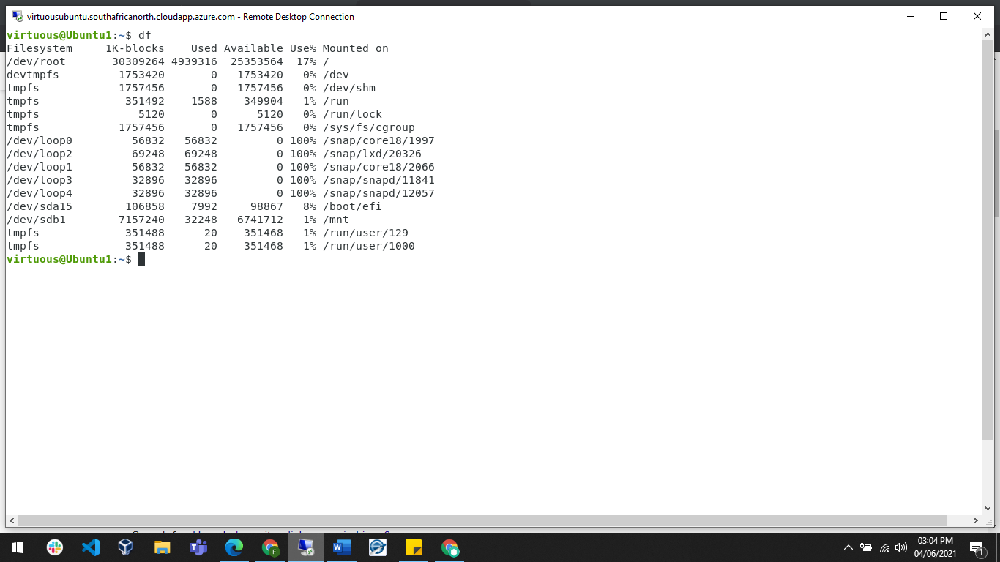 virtuousubuntu.southafricanorth.cloudapp.azure.com - Remote Desktop Connection
virtuous@Ubuntu1:~$ df
Filesystem     1K-blocks    Used Available Use% Mounted on
/dev/root       30309264 4939316  25353564  17% /
devtmpfs         1753420       0   1753420   0% /dev
tmpfs            1757456       0   1757456   0% /dev/shm
tmpfs             351492    1588    349904   1% /run
tmpfs               5120       0      5120   0% /run/lock
tmpfs            1757456       0   1757456   0% /sys/fs/cgroup
/dev/loop0         56832   56832         0 100% /snap/core18/1997
/dev/loop2         69248   69248         0 100% /snap/lxd/20326
/dev/loop1         56832   56832         0 100% /snap/core18/2066
/dev/loop3         32896   32896         0 100% /snap/snapd/11841
/dev/loop4         32896   32896         0 100% /snap/snapd/12057
/dev/sda15        106858    7992     98867   8% /boot/efi
/dev/sdb1        7157240   32248   6741712   1% /mnt
tmpfs             351488      20    351468   1% /run/user/129
tmpfs             351488      20    351468   1% /run/user/1000
virtuous@Ubuntu1:~$
03:04 PM
04/06/2021
1